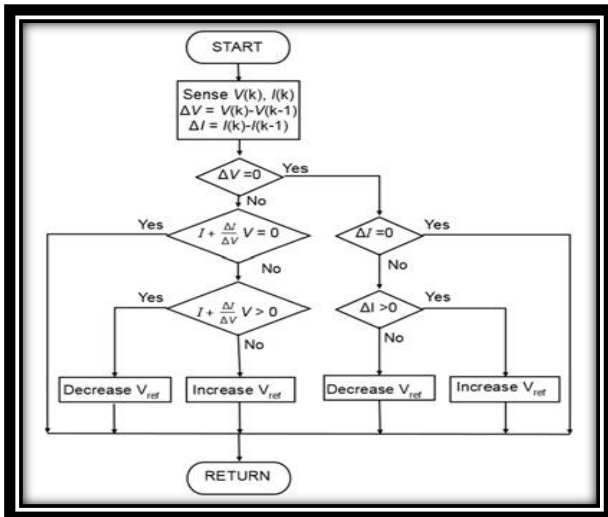 START
Sense V(k), I(k)
ΔV = V(k)-V(k-1)
ΔI = I(k)-I(k-1)
ΔV =0
Yes
No
Yes
I + ΔI/ΔV V = 0
No
ΔI =0
Yes
No
Yes
I + ΔI/ΔV V > 0
No
ΔI >0
Yes
No
Decrease Vref
Increase Vref
Decrease Vref
Increase Vref
RETURN